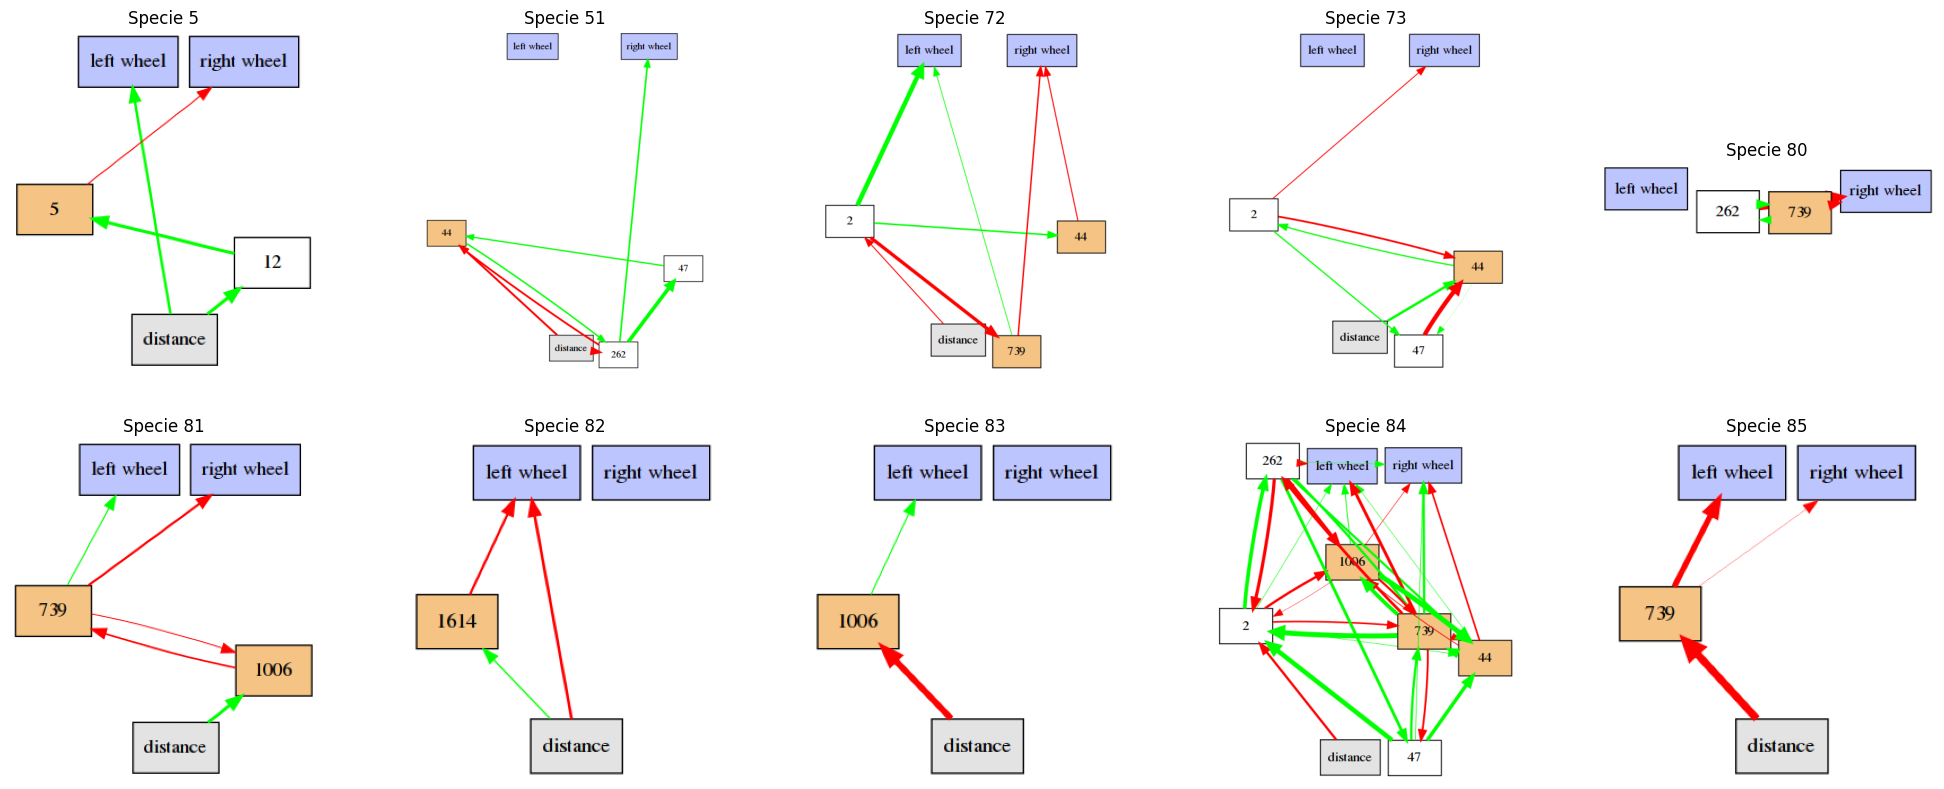 Specie 5
left wheel
right wheel
5
12
distance
Specie 51
left wheel
right wheel
44
47
distance
262
Specie 72
left wheel
right wheel
2
44
distance
739
Specie 73
left wheel
right wheel
2
44
distance
47
Specie 80
left wheel
262
739
right wheel
Specie 81
left wheel
right wheel
739
1006
distance
Specie 82
left wheel
right wheel
1614
distance
Specie 83
left wheel
right wheel
1006
distance
Specie 84
262
left wheel
right wheel
1006
2
739
44
distance
47
Specie 85
left wheel
right wheel
739
distance